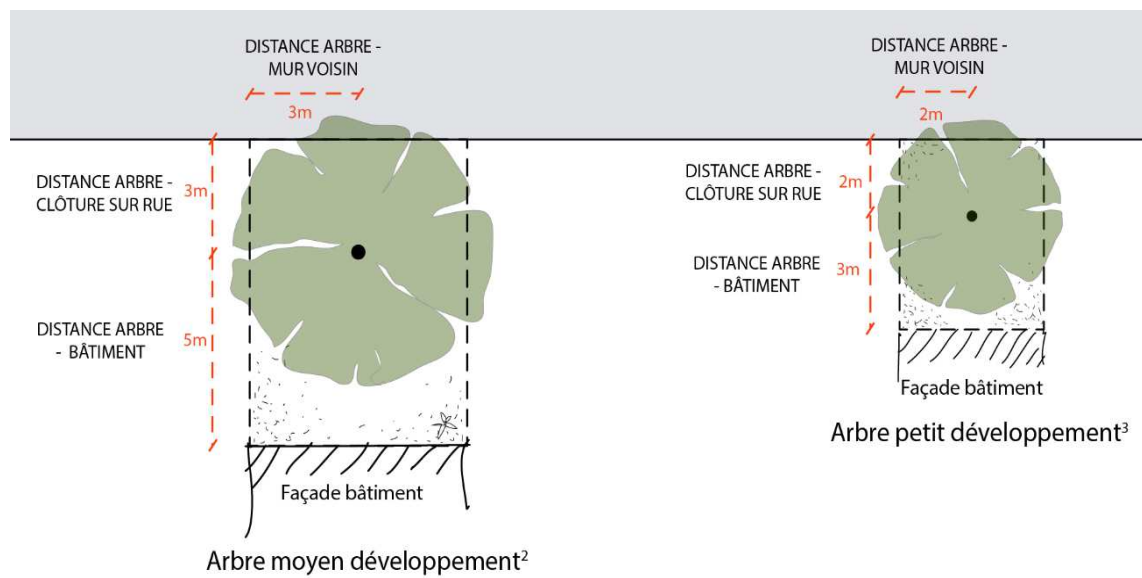 DISTANCE ARBRE -
MUR VOISIN
3m
DISTANCE ARBRE -
CLÔTURE SUR RUE
3m
DISTANCE ARBRE
- BÂTIMENT
5m
Façade bâtiment
Arbre moyen développement²
DISTANCE ARBRE -
MUR VOISIN
2m
DISTANCE ARBRE -
CLÔTURE SUR RUE
2m
DISTANCE ARBRE
- BÂTIMENT
3m
Façade bâtiment
Arbre petit développement³